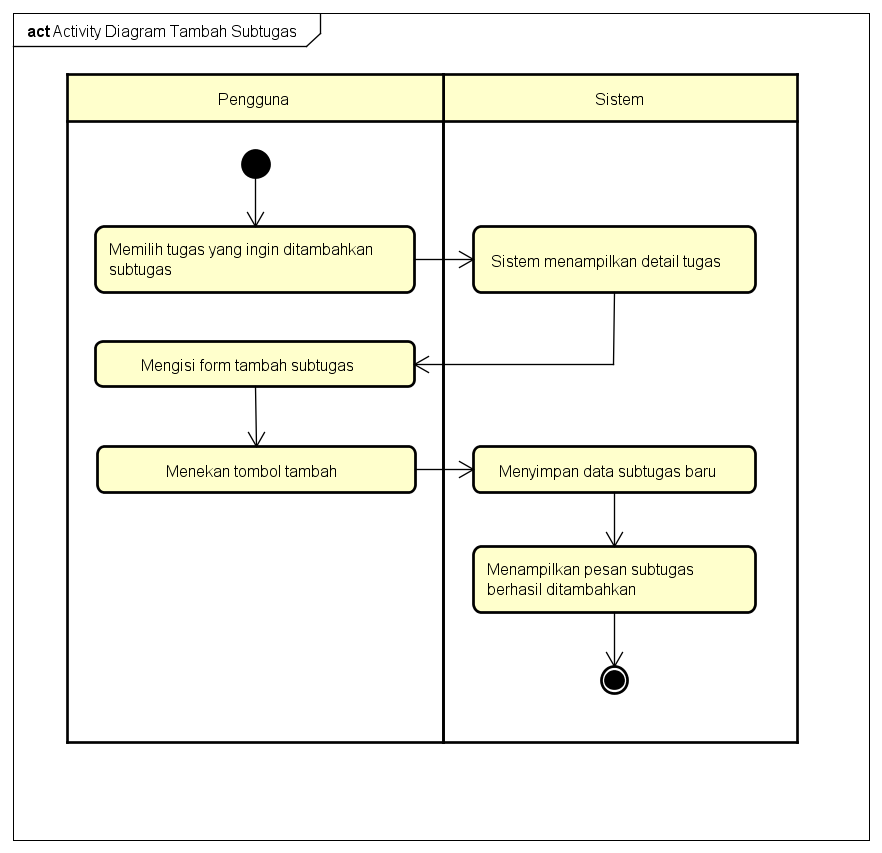 act Activity Diagram Tambah Subtugas
Pengguna
Sistem
Memilih tugas yang ingin ditambahkan
subtugas
Sistem menampilkan detail tugas
Mengisi form tambah subtugas
Menekan tombol tambah
Menyimpan data subtugas baru
Menampilkan pesan subtugas
berhasil ditambahkan